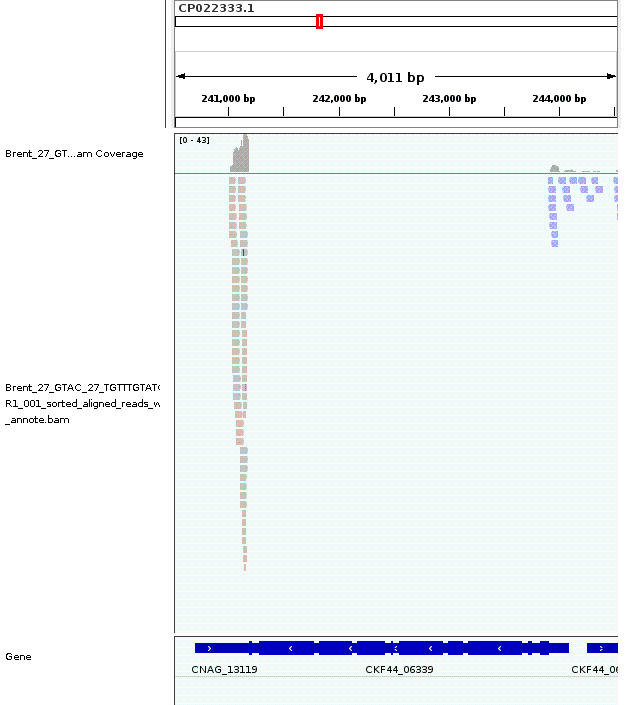 CP022333.1
4,011 bp
241,000 bp 242,000 bp 243,000 bp 244,000 bp
[0 - 43]
Brent_27_GT...am Coverage
Brent_27_GTAC_27_TGTTTGTATC
R1_001_sorted_aligned_reads_w
_annote.bam
Gene
CNAG_13119 CKF44_06339 CKF44_06